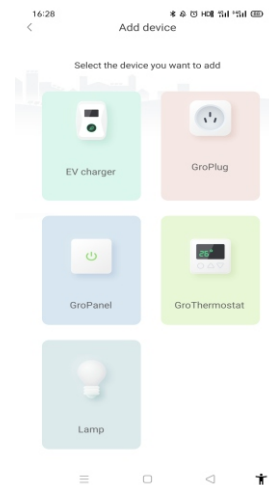 16:28
Add device
Select the device you want to add
EV charger
GroPlug
GroPanel
GroThermostat
Lamp